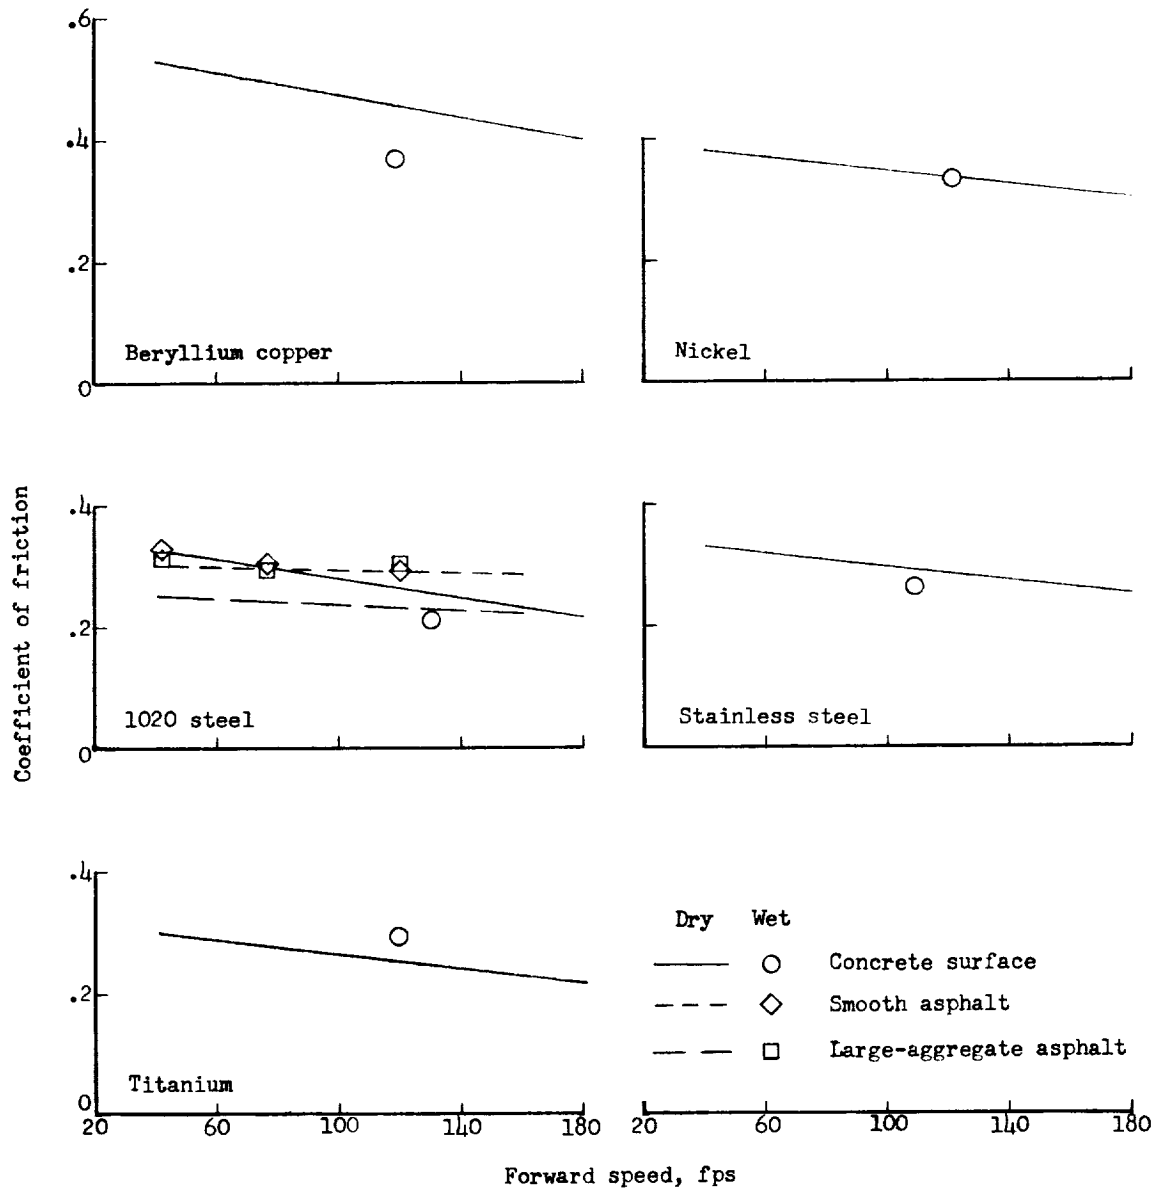 .6
.4
.2
0
Beryllium copper
Nickel
Coefficient of friction
.4
.2
0
1020 steel
Stainless steel
.4
.2
0
Titanium
Dry Wet
Concrete surface
Smooth asphalt
Large-aggregate asphalt
20 60 100 140 180
20 60 100 140 180
Forward speed, fps